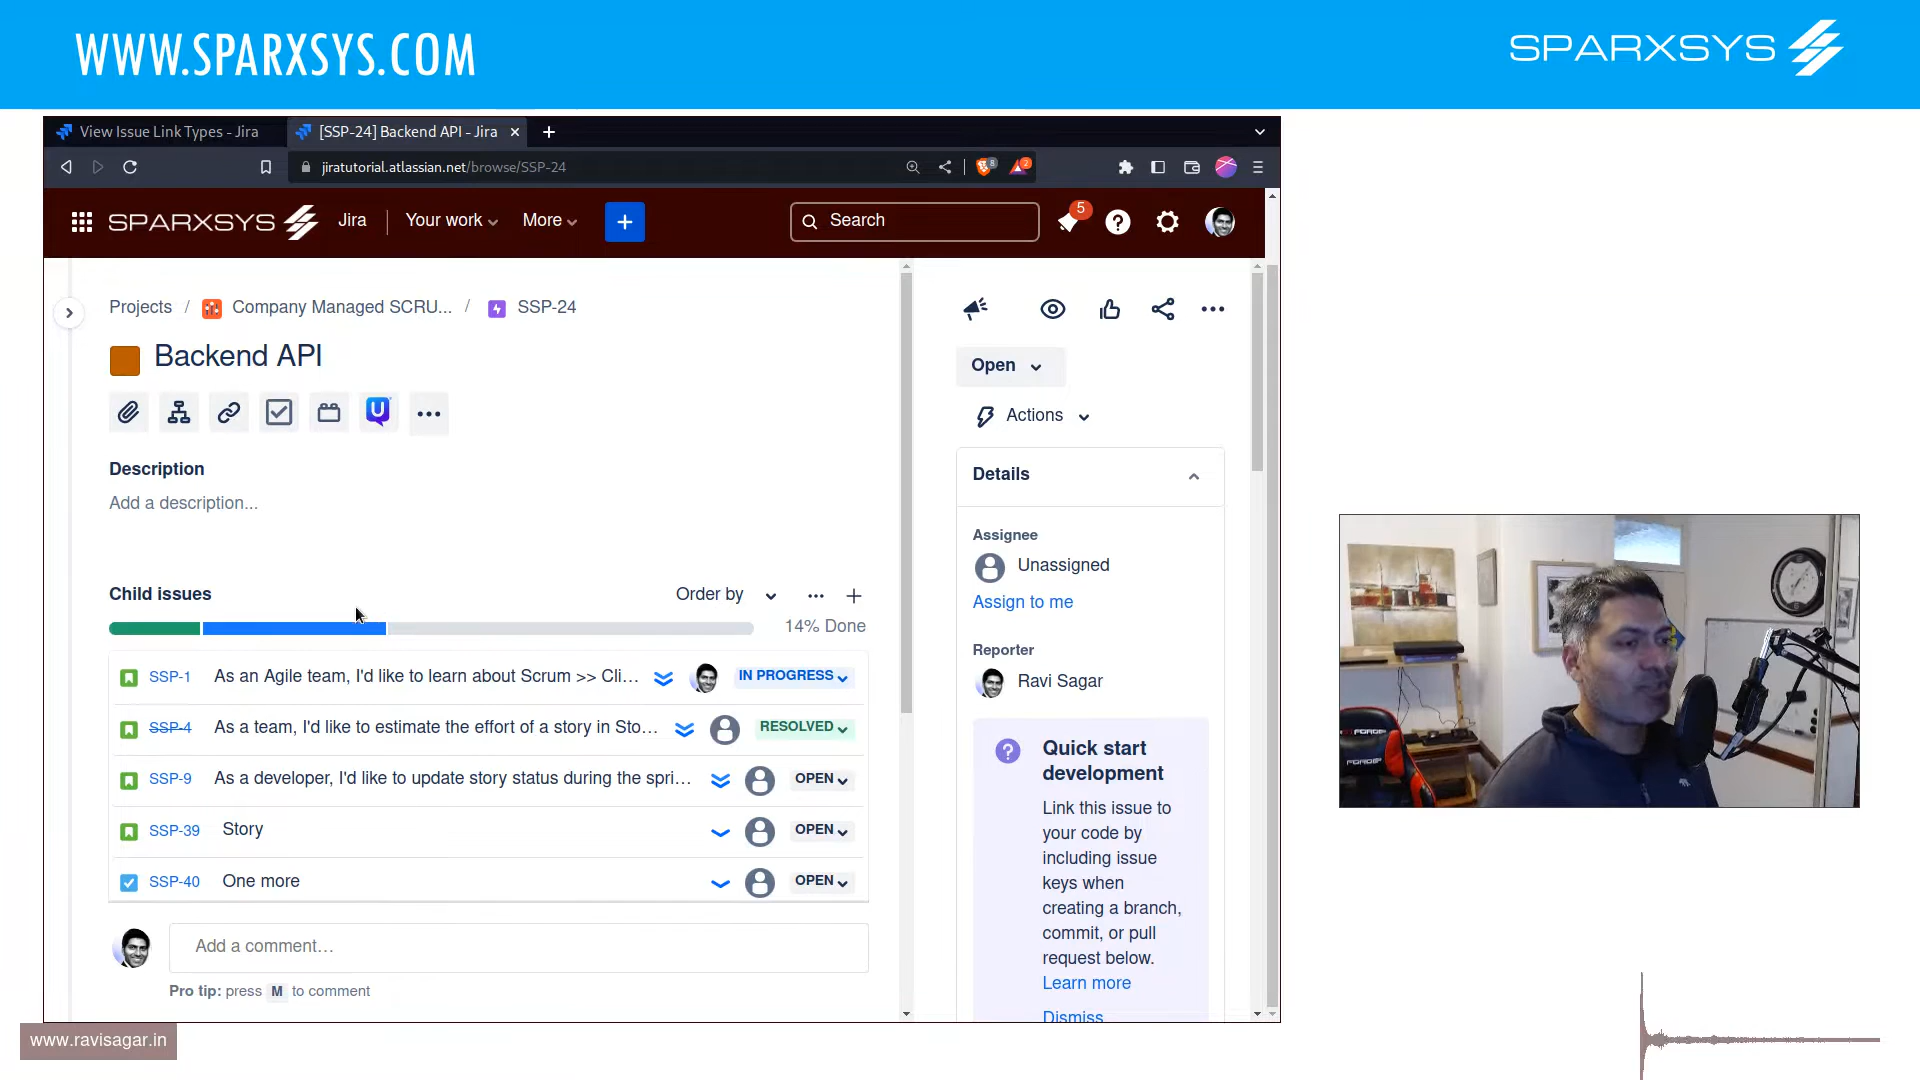 WWW.SPARXSYS.COM
SPARXSYS
View Issue Link Types - Jira
[SSP-24] Backend API - Jira
jiratutorial.atlassian.net/browse/SSP-24
8
2
SPARXSYS
Jira
Your work
More
+
Search
5
Projects / Company Managed SCRU... / SSP-24
Backend API
Open
Actions
Description
Add a description...
Details
Assignee
Unassigned
Assign to me
Reporter
Ravi Sagar
Child issues
Order by
14% Done
SSP-1 As an Agile team, I'd like to learn about Scrum >> Cli... IN PROGRESS
SSP-4 As a team, I'd like to estimate the effort of a story in Sto... RESOLVED
SSP-9 As a developer, I'd like to update story status during the spri... OPEN
SSP-39 Story OPEN
SSP-40 One more OPEN
Quick start
development
Link this issue to
your code by
including issue
keys when
creating a branch,
commit, or pull
request below.
Learn more
Dismiss
Add a comment…
Pro tip: press M to comment
www.ravisagar.in